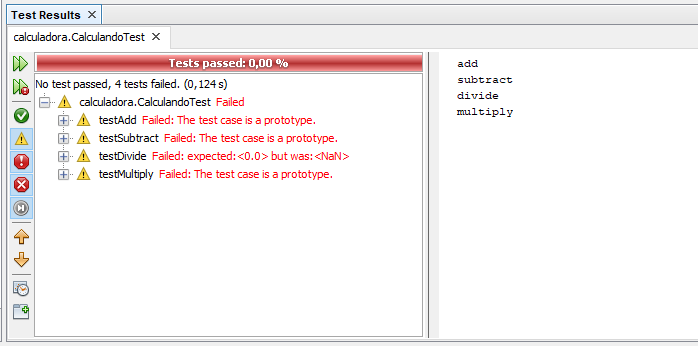 Test Results
calculadora.CalculandoTest
Tests passed: 0,00 %
No test passed, 4 tests failed. (0,124 s)
calculadora.CalculandoTest Failed
testAdd Failed: The test case is a prototype.
testSubtract Failed: The test case is a prototype.
testDivide Failed: expected:<0.0> but was:<NaN>
testMultiply Failed: The test case is a prototype.
add
subtract
divide
multiply